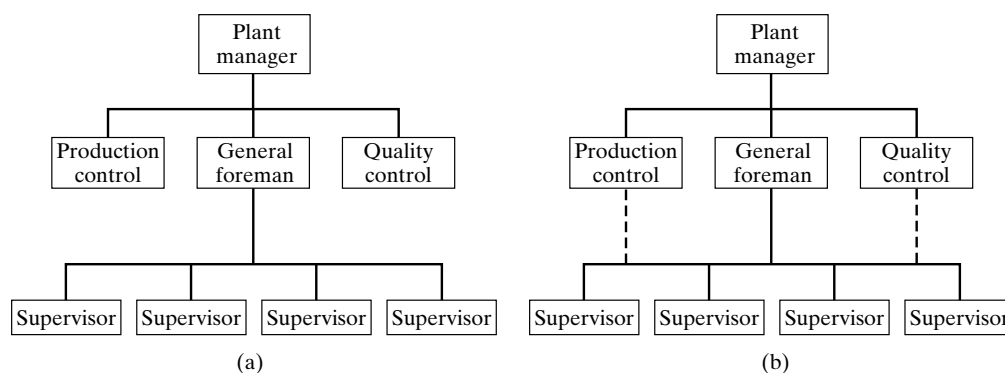 Plant
manager
Production
control
General
foreman
Quality
control
Supervisor
Supervisor
Supervisor
Supervisor
(a)
Plant
manager
Production
control
General
foreman
Quality
control
Supervisor
Supervisor
Supervisor
Supervisor
(b)